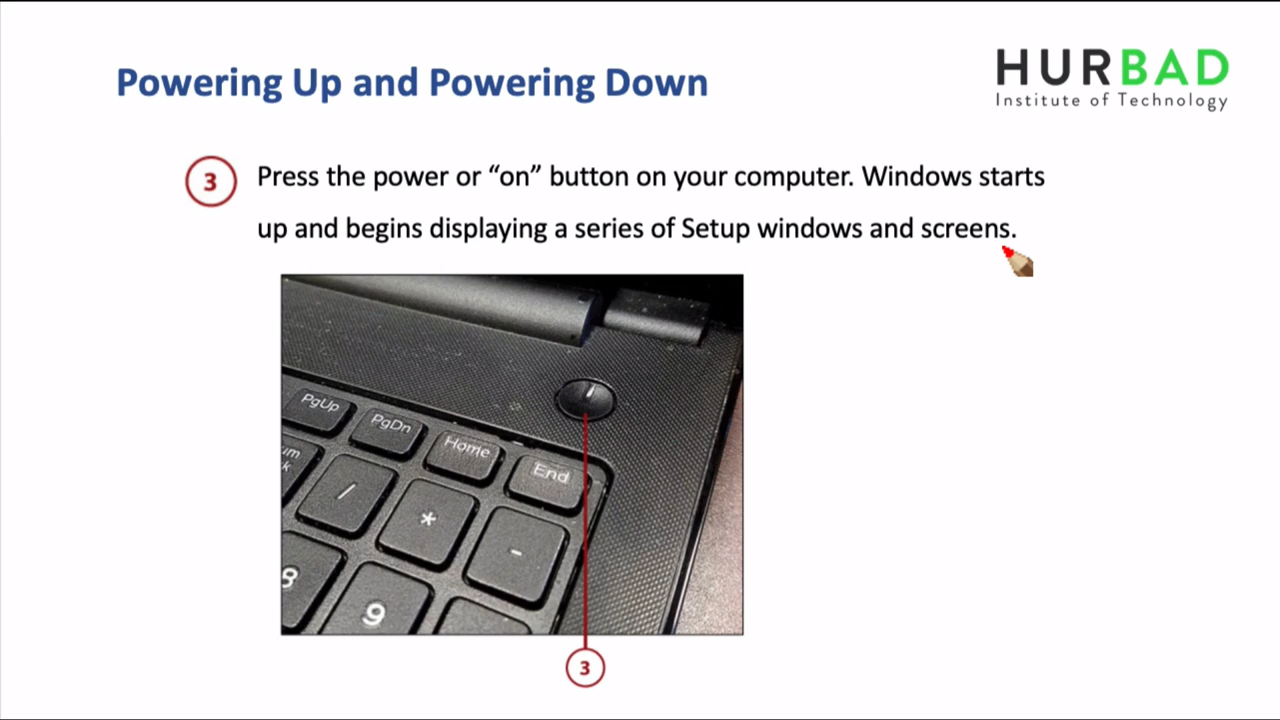 Powering Up and Powering Down
HURBAD
Institute of Technology
3
Press the power or “on” button on your computer. Windows starts
up and begins displaying a series of Setup windows and screens.
PgUp
PgDn
Home
End
/
*
-
8
9
3